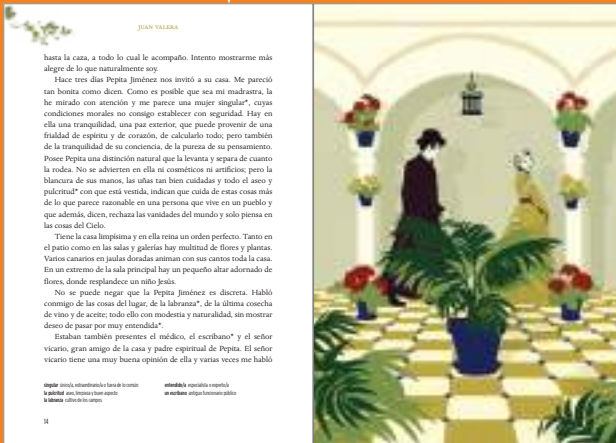 JUAN VALERA
hasta la caza, a todo lo cual le acompaño. Intento mostrarme más
alegre de lo que naturalmente soy.
Hace tres días Pepita Jiménez nos invitó a su casa. Me pareció
tan bonita como dicen. Como es posible que sea mi madrastra, la
he mirado con atención y me parece una mujer singular*, cuyas
condiciones morales no consigo establecer con seguridad. Hay en
ella una tranquilidad, una paz exterior, que puede provenir de una
frialdad de espíritu y de corazón, de calcularlo todo; pero también
de la tranquilidad de su conciencia, de la pureza de su pensamiento.
Posee Pepita una distinción natural que la levanta y separa de cuanto
la rodea. No se advierten en ella ni cosméticos ni artificios; pero la
blancura de sus manos, las uñas tan bien cuidadas y todo el aseo y
pulcritud* con que está vestida, indican que cuida de estas cosas más
de lo que parece razonable en una persona que vive en un pueblo y
que además, dicen, rechaza las vanidades del mundo y solo piensa en
las cosas del Cielo.
Tiene la casa limpísima y en ella reina un orden perfecto. Tanto en
el patio como en las salas y galerías hay multitud de flores y plantas.
Varios canarios en jaulas doradas animan con sus cantos toda la casa.
En un extremo de la sala principal hay un pequeño altar adornado de
flores, donde resplandece un niño Jesús.
No se puede negar que la Pepita Jiménez es discreta. Habló
conmigo de las cosas del lugar, de la labranza*, de la última cosecha
de vino y de aceite; todo ello con modestia y naturalidad, sin mostrar
deseo de pasar por muy entendida*.
Estaban también presentes el médico, el escribano* y el señor
vicario, gran amigo de la casa y padre espiritual de Pepita. El señor
vicario tiene una muy buena opinión de ella y varias veces me habló
singular único/a, extraordinario/a o fuera de lo común
la pulcritud aseo, limpieza y buen aspecto
la labranza cultivo de los campos
entendido/a especialista o experto/a
un escribano antiguo funcionario público
14